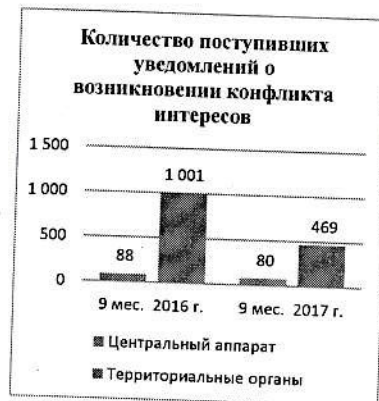 Количество поступивших
уведомлений о
возникновении конфликта
интересов
1 500
1 000
500
0
88
1 001
80
469
9 мес. 2016 г.
9 мес. 2017 г.
Центральный аппарат
Территориальные органы